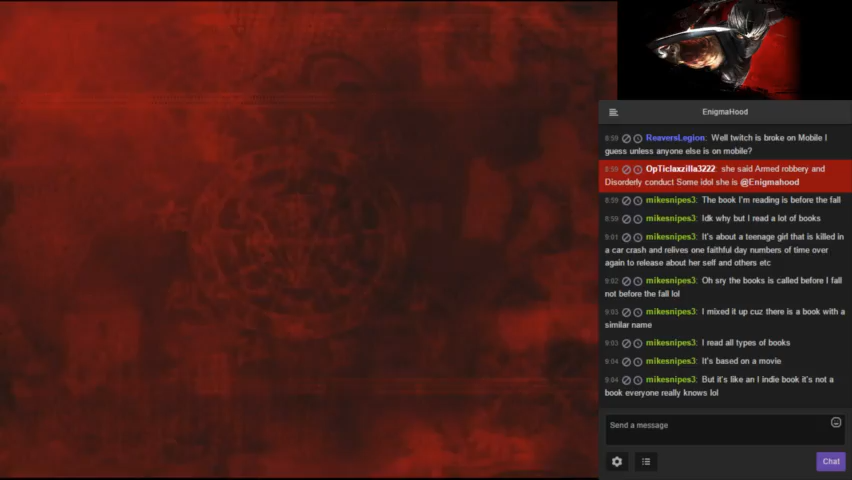 EnigmaHood
8:59 ReaversLegion: Well twitch is broke on Mobile I
guess unless anyone else is on mobile?
8:59 OpTiclaxzilla3222: she said Armed robbery and
Disorderly conduct Some idol she is @Enigmahood
8:59 mikesnipes3: The book I'm reading is before the fall
8:59 mikesnipes3: Idk why but I read a lot of books
9:01 mikesnipes3: It's about a teenage girl that is killed in
a car crash and relives one faithful day numbers of time over
again to release about her self and others etc
9:02 mikesnipes3: Oh sry the books is called before I fall
not before the fall lol
9:03 mikesnipes3: I mixed it up cuz there is a book with a
similar name
9:03 mikesnipes3: I read all types of books
9:04 mikesnipes3: It's based on a movie
9:04 mikesnipes3: But it's like an I indie book it's not a
book everyone really knows lol
Send a message
Chat